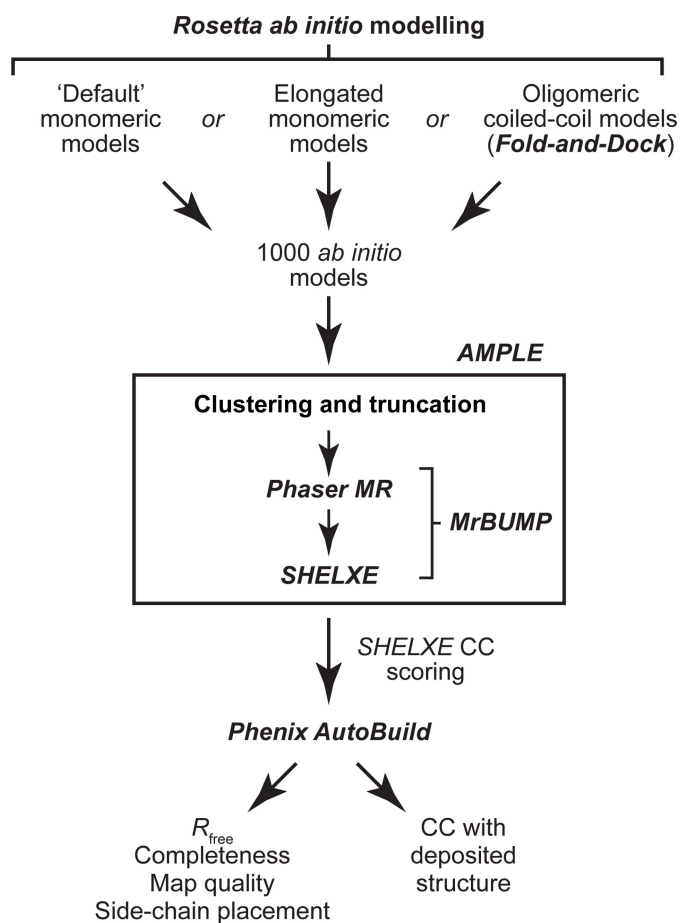 Rosetta ab initio modelling
'Default' monomeric models
or
Elongated monomeric models
or
Oligomeric coiled-coil models (Fold-and-Dock)
1000 ab initio
models
AMPLE
Clustering and truncation
Phaser MR
MrBUMP
SHELXE
SHELXE CC
scoring
Phenix AutoBuild
Rfree
Completeness
Map quality
Side-chain placement
CC with
deposited
structure